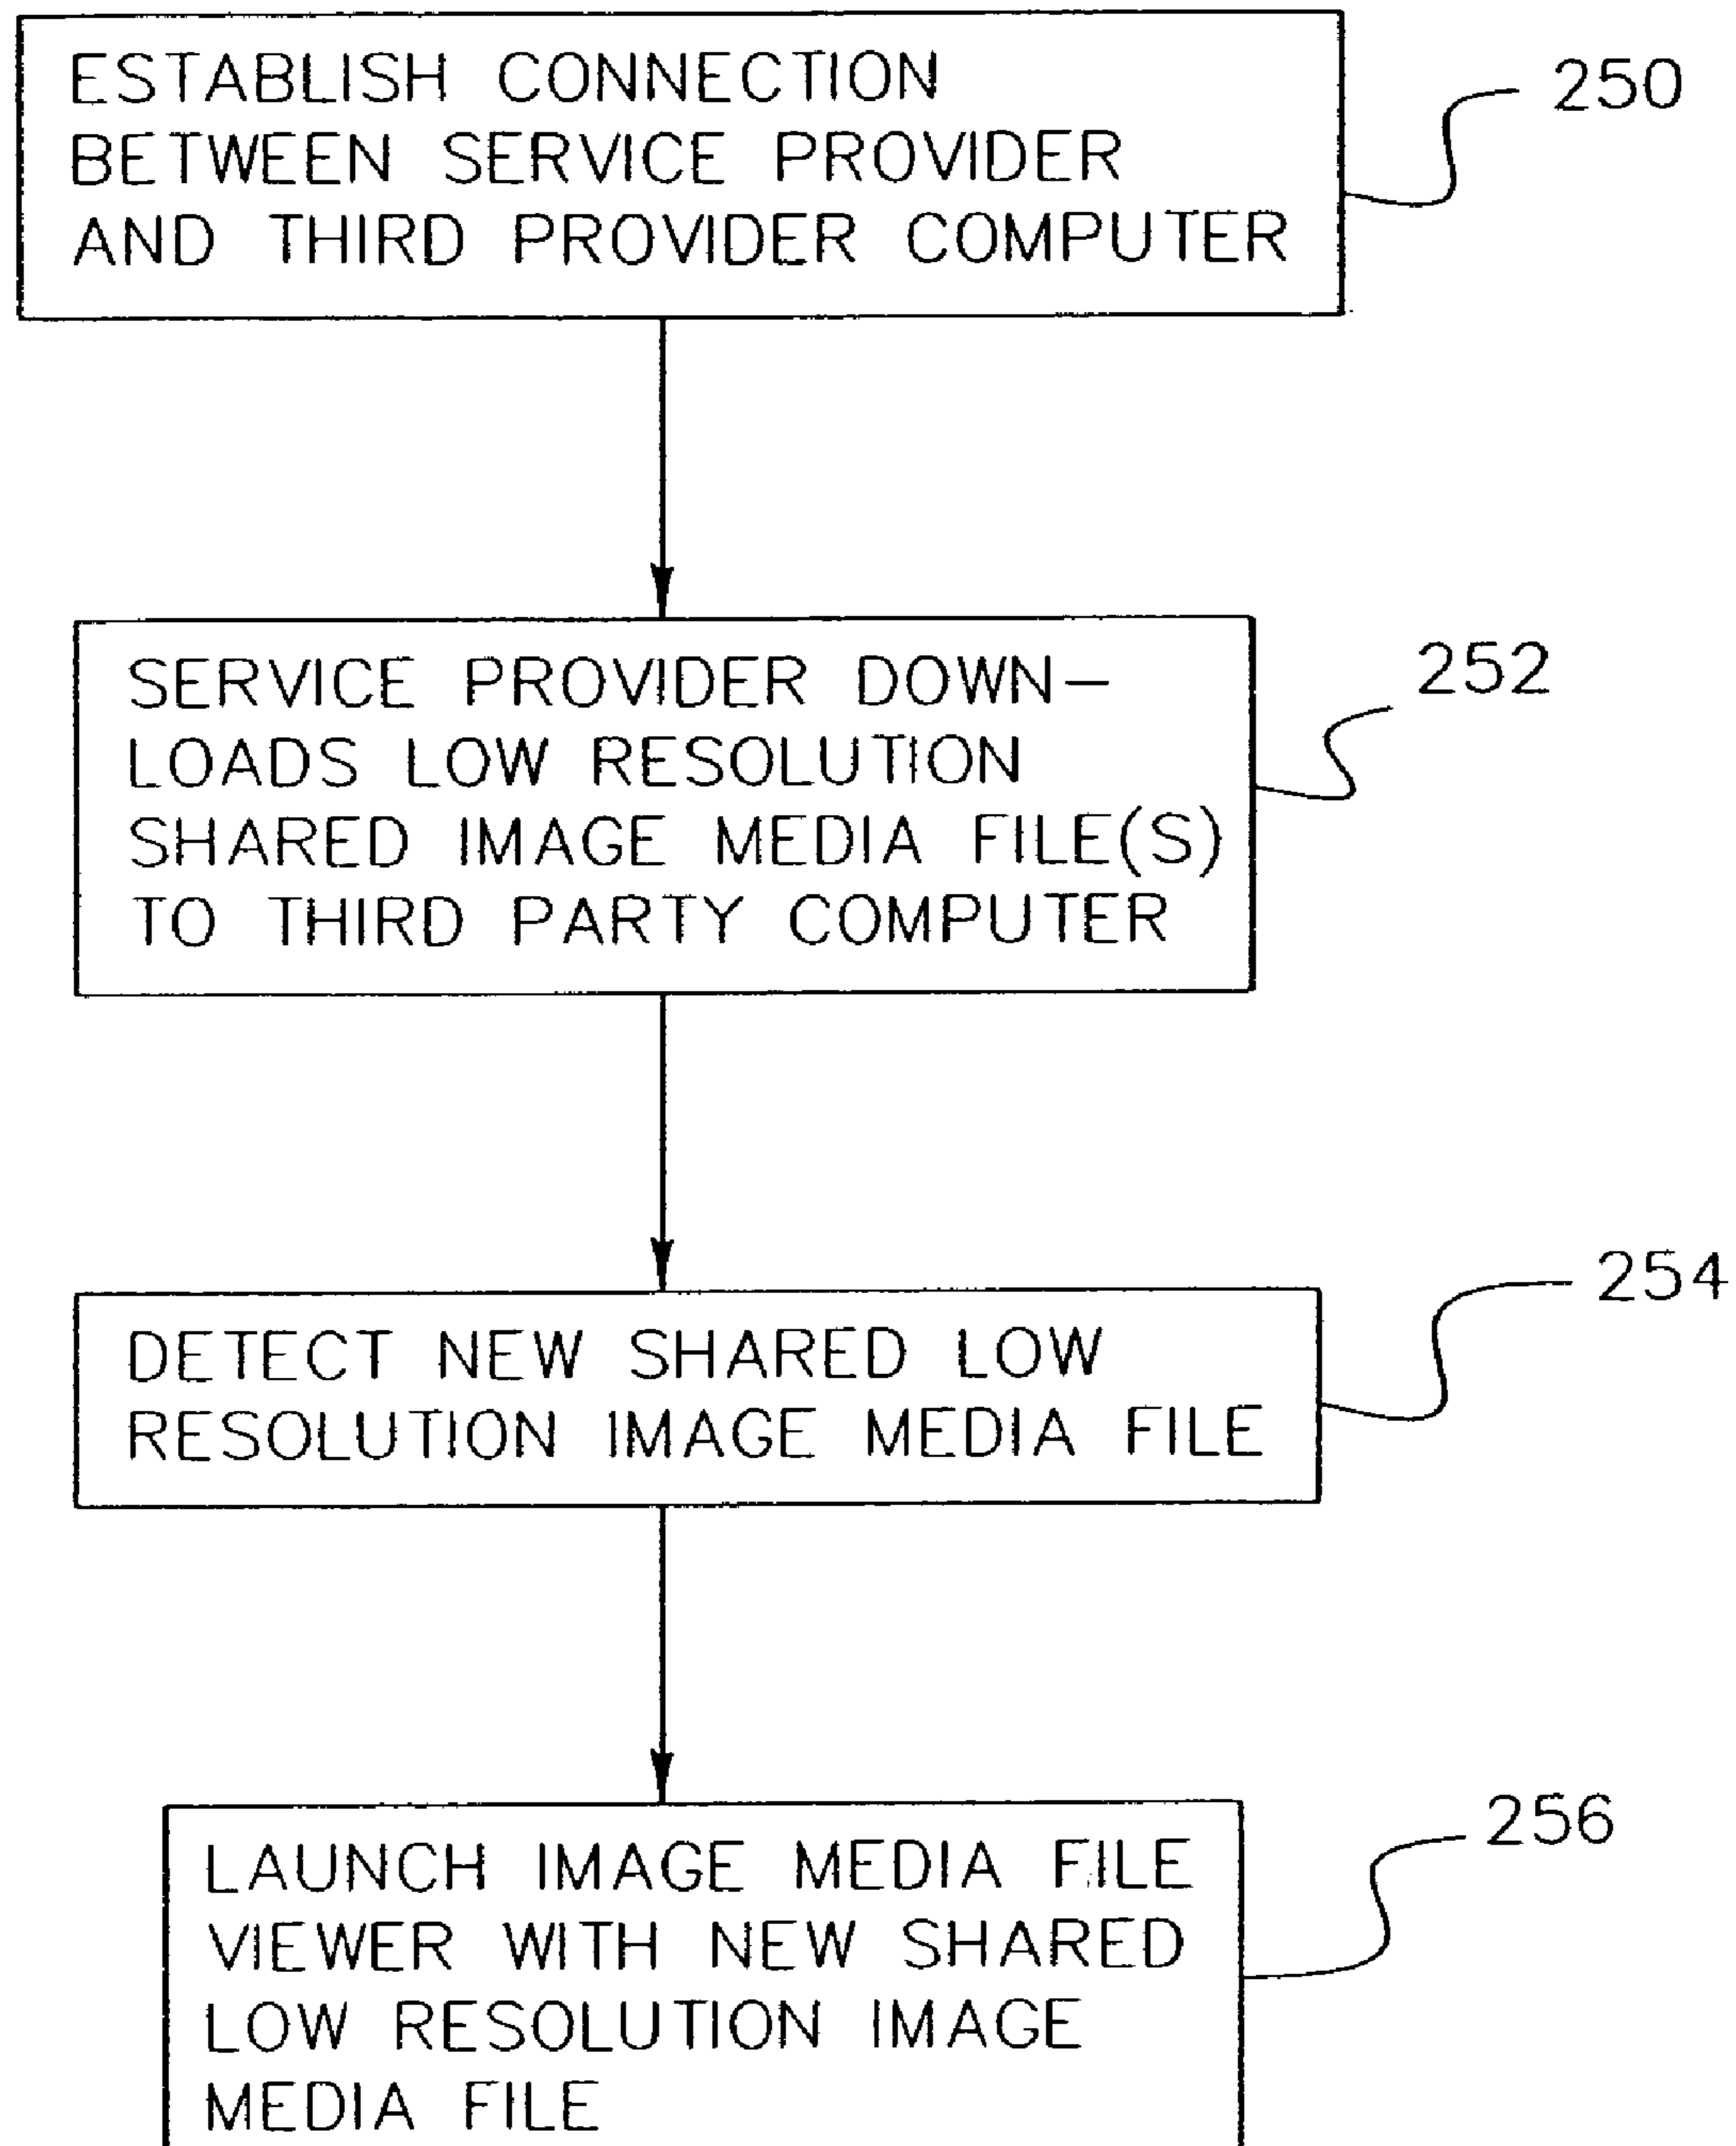 ESTABLISH CONNECTION
BETWEEN SERVICE PROVIDER
AND THIRD PROVIDER COMPUTER
250
SERVICE PROVIDER DOWN-
LOADS LOW RESOLUTION
SHARED IMAGE MEDIA FILE(S)
TO THIRD PARTY COMPUTER
252
DETECT NEW SHARED LOW
RESOLUTION IMAGE MEDIA FILE
254
LAUNCH IMAGE MEDIA FILE
VIEWER WITH NEW SHARED
LOW RESOLUTION IMAGE
MEDIA FILE
256